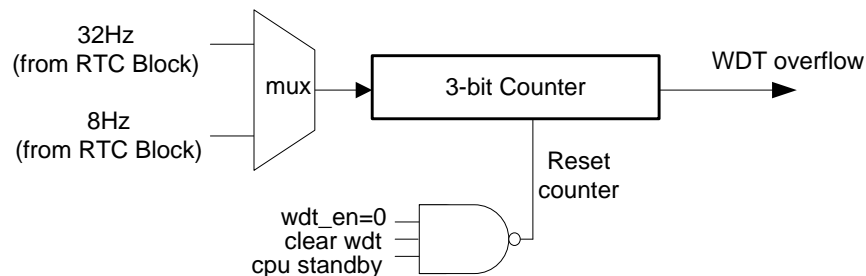 32Hz
(from RTC Block)
8Hz
(from RTC Block)
mux
3-bit Counter
WDT overflow
Reset
counter
wdt_en=0
clear wdt
cpu standby